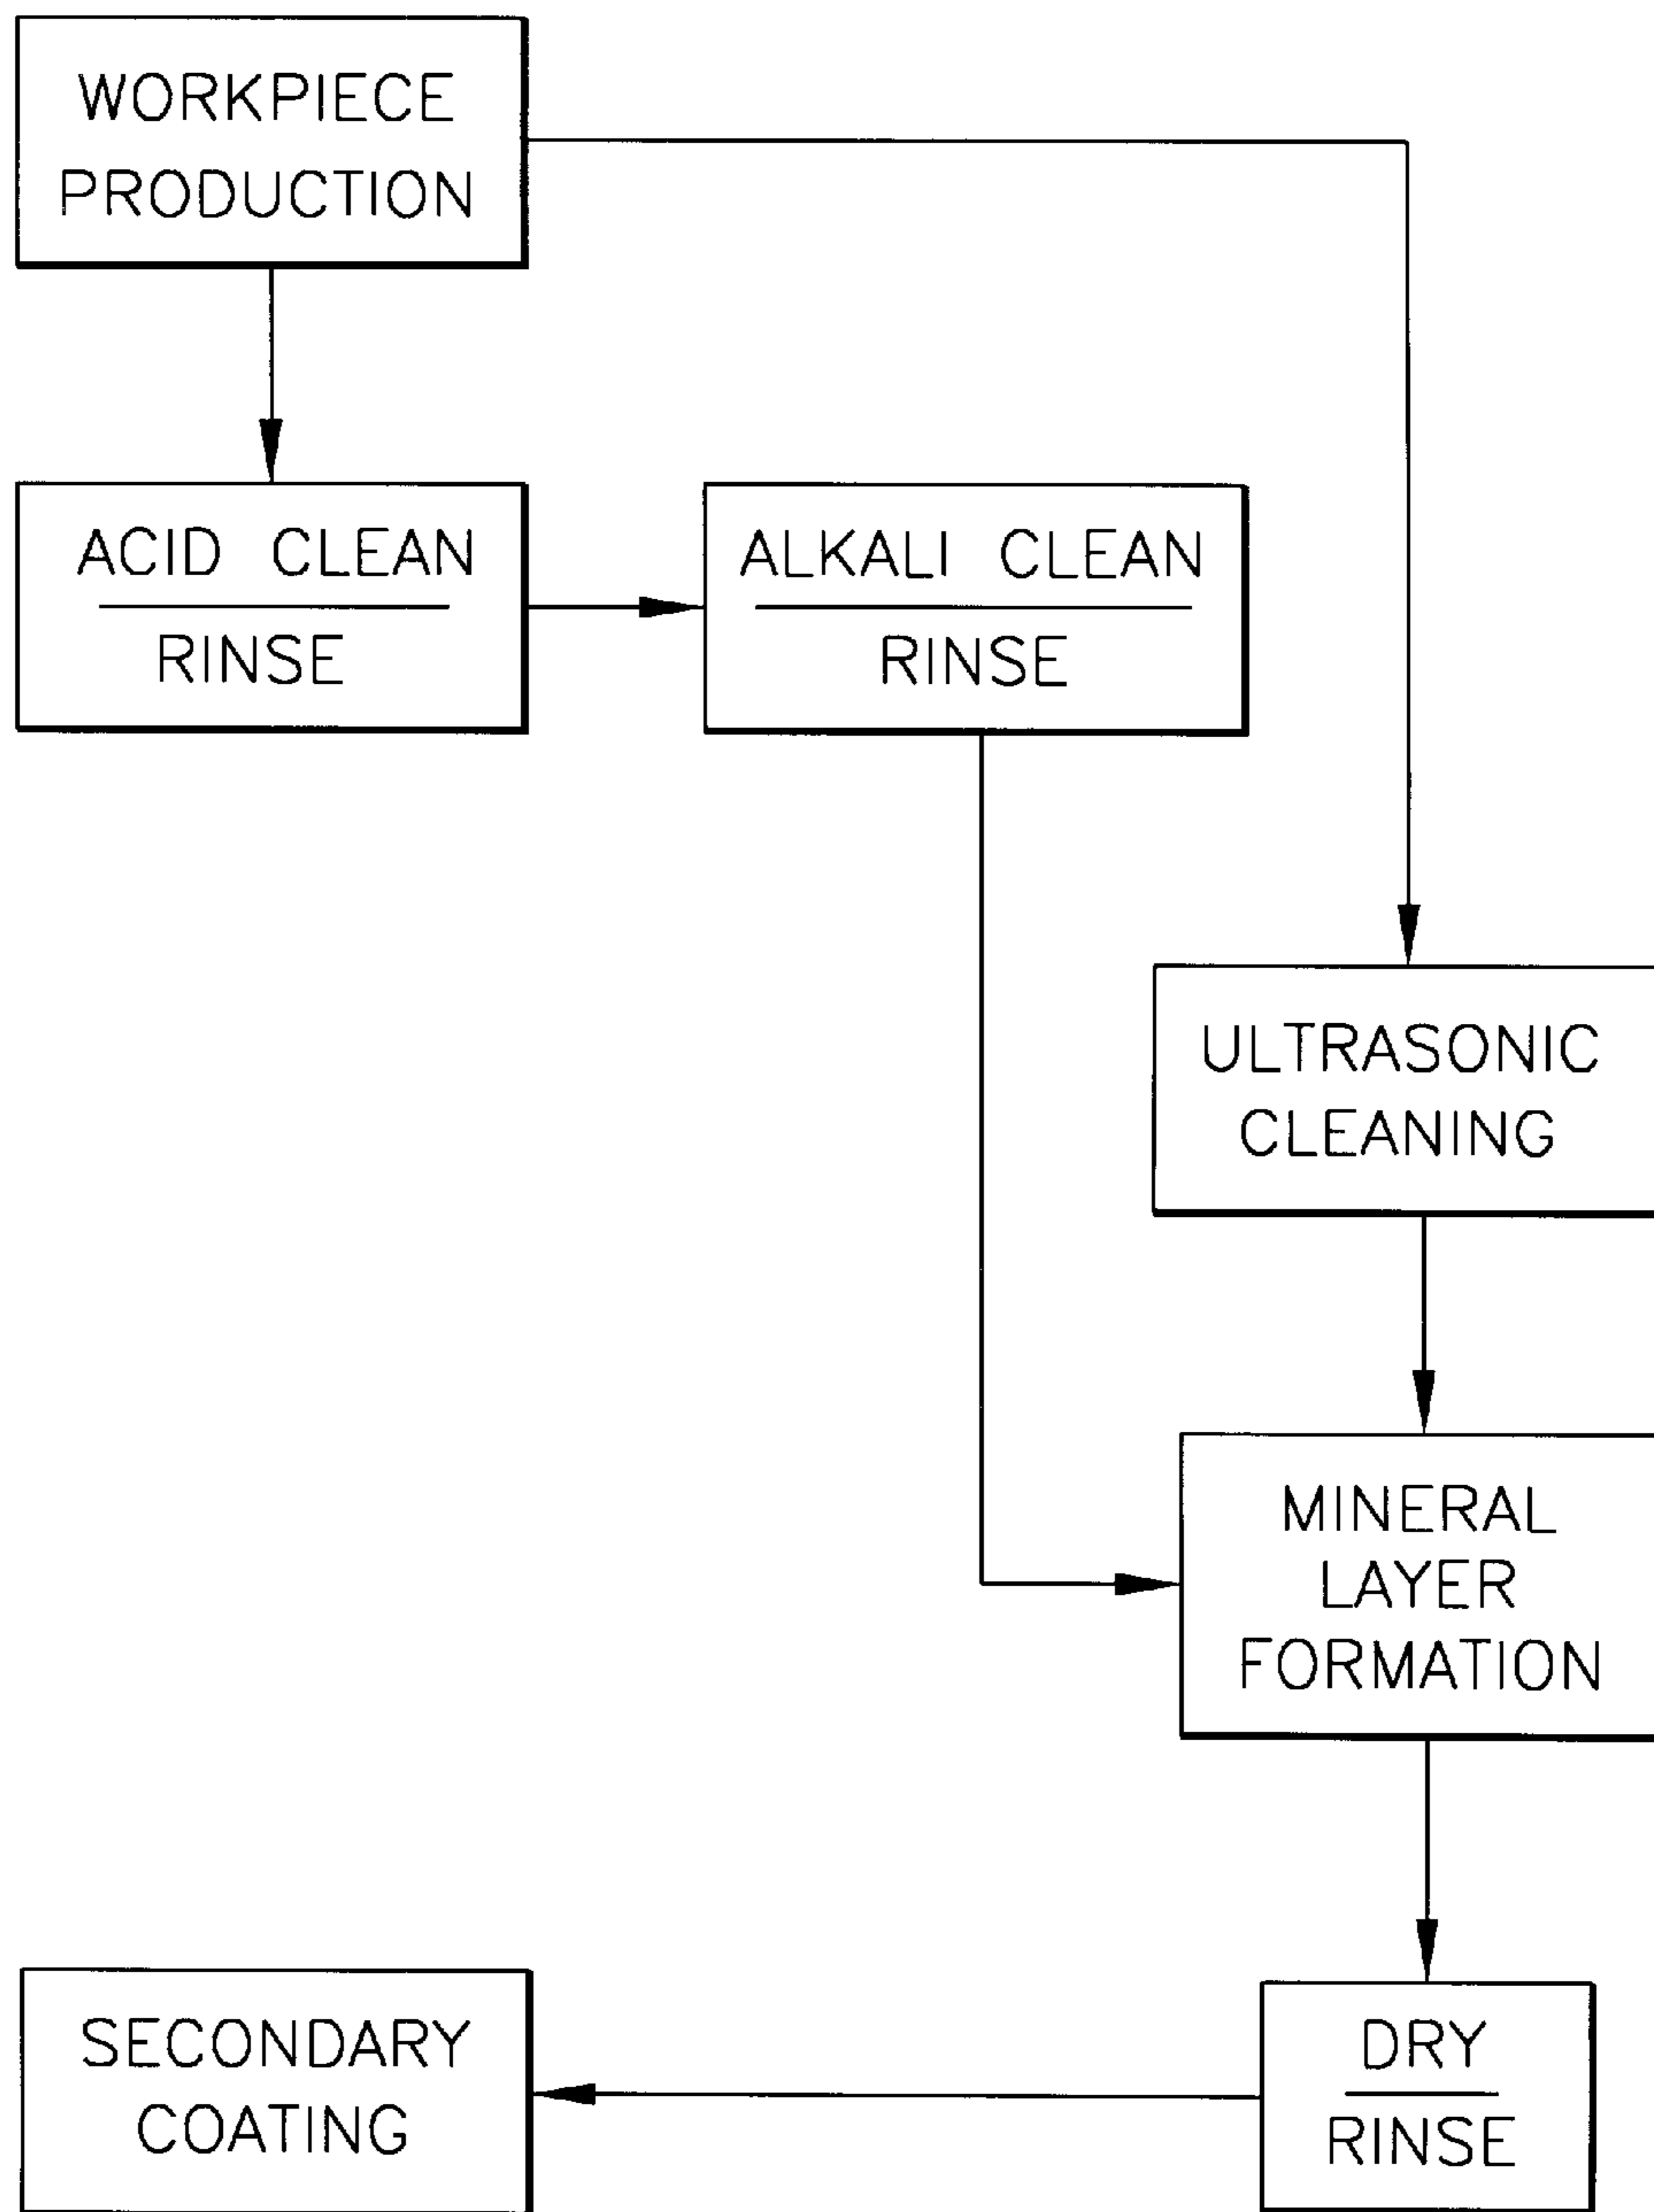 WORKPIECE
PRODUCTION
ACID CLEAN
RINSE
ALKALI CLEAN
RINSE
ULTRASONIC
CLEANING
MINERAL
LAYER
FORMATION
SECONDARY
COATING
DRY
RINSE